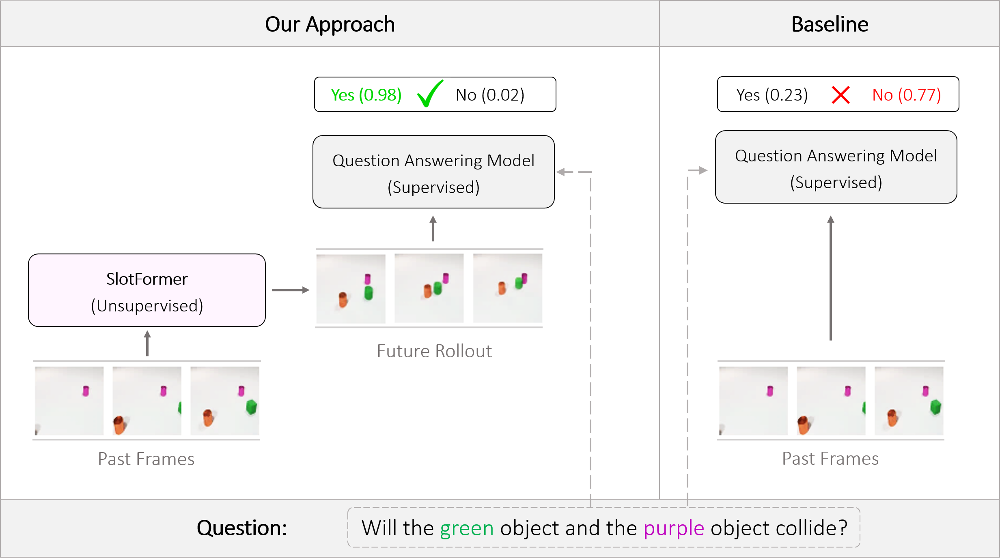 Our Approach
Baseline
Yes (0.98) No (0.02)
Question Answering Model
(Supervised)
SlotFormer
(Unsupervised)
Future Rollout
Past Frames
Yes (0.23) No (0.77)
Question Answering Model
(Supervised)
Past Frames
Question: Will the green object and the purple object collide?